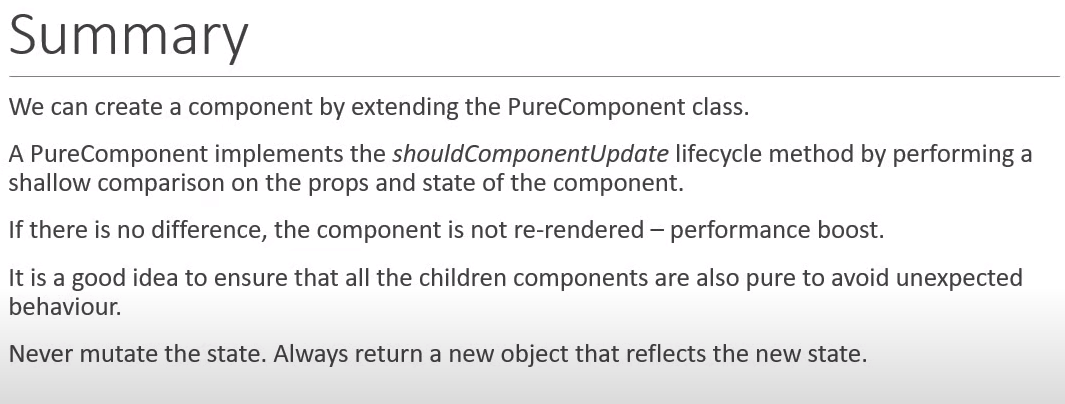 Summary
We can create a component by extending the PureComponent class.
A PureComponent implements the shouldComponentUpdate lifecycle method by performing a
shallow comparison on the props and state of the component.
If there is no difference, the component is not re-rendered – performance boost.
It is a good idea to ensure that all the children components are also pure to avoid unexpected
behaviour.
Never mutate the state. Always return a new object that reflects the new state.